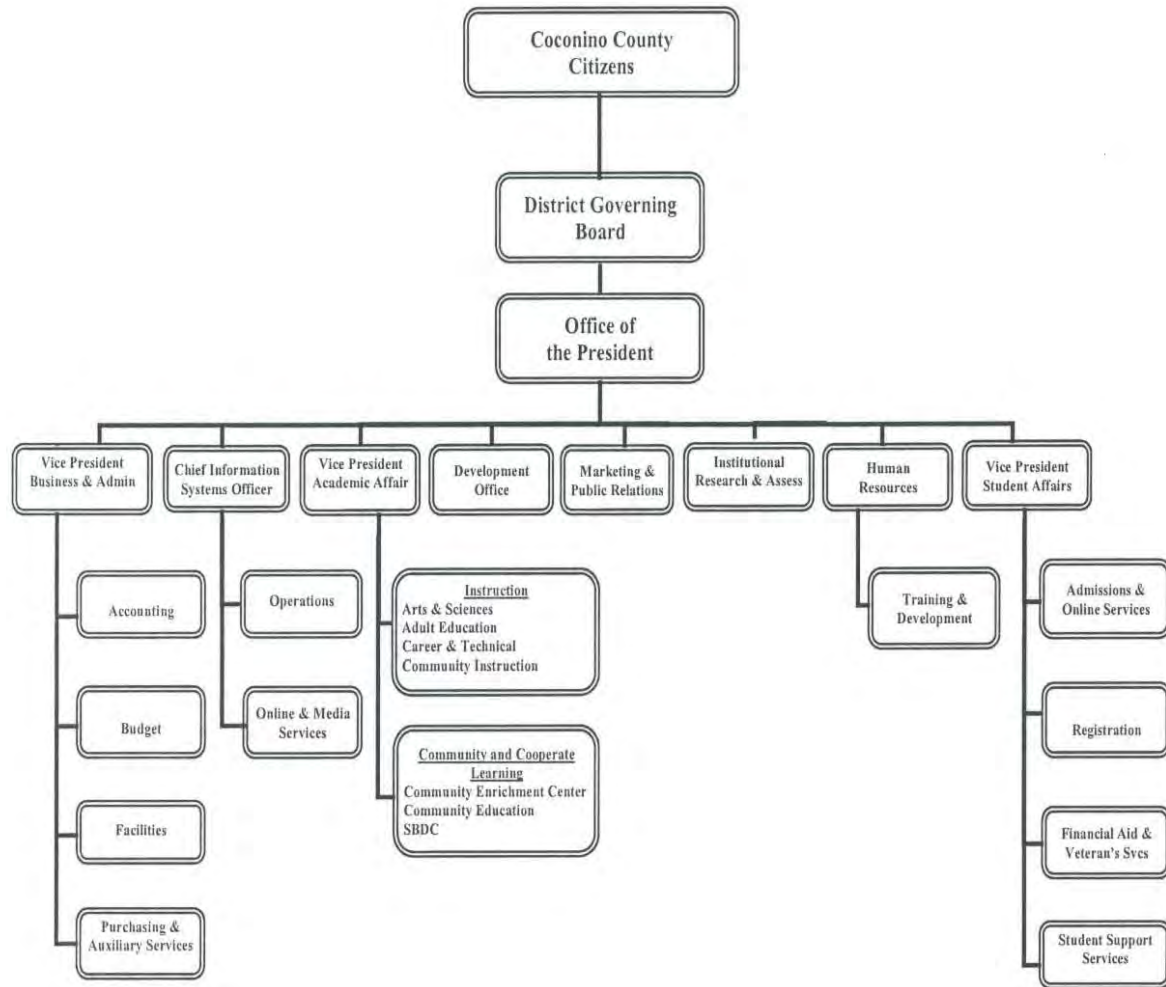 Coconino County
Citizens
District Governing
Board
Office of
the President
Vice President
Business & Admin
Chief Information
Systems Officer
Vice President
Academic Affair
Development
Office
Marketing &
Public Relations
Institutional
Research & Assess
Human
Resources
Vice President
Student Affairs
Accounting
Budget
Facilities
Purchasing &
Auxiliary Services
Operations
Online & Media
Services
Instruction
Arts & Sciences
Adult Education
Career & Technical
Community Instruction
Community and Cooperate
Learning
Community Enrichment Center
Community Education
SBDC
Training &
Development
Admissions &
Online Services
Registration
Financial Aid &
Veteran's Svcs
Student Support
Services